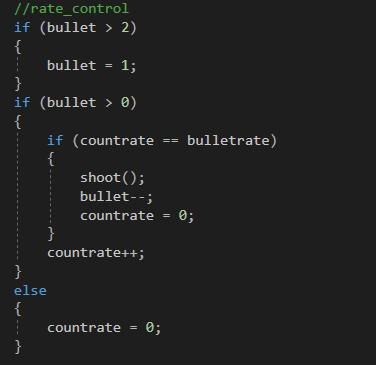 //rate_control
if (bullet > 2)
{
    bullet = 1;
}
if (bullet > 0)
{
    if (countrate == bulletrate)
    {
        shoot();
        bullet--;
        countrate = 0;
    }
    countrate++;
}
else
{
    countrate = 0;
}